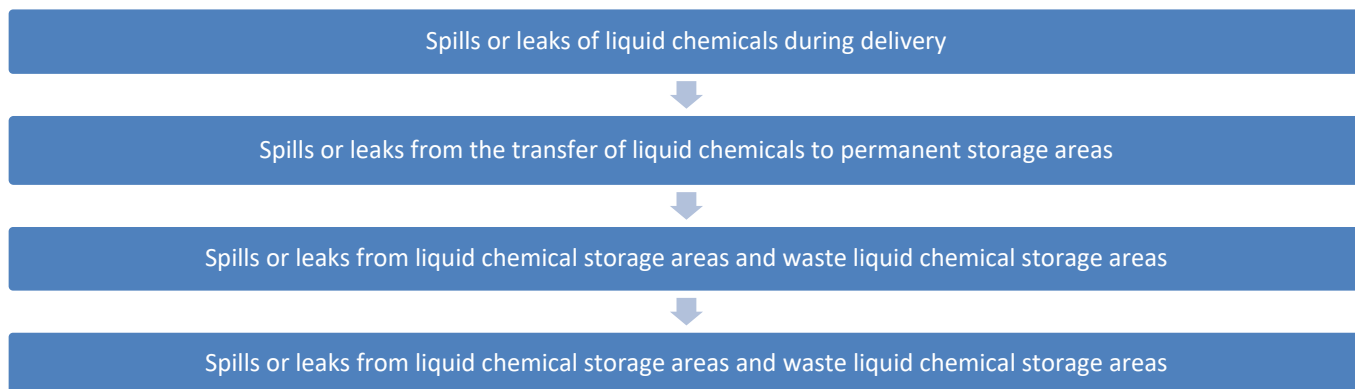 Spills or leaks of liquid chemicals during delivery
Spills or leaks from the transfer of liquid chemicals to permanent storage areas
Spills or leaks from liquid chemical storage areas and waste liquid chemical storage areas
Spills or leaks from liquid chemical storage areas and waste liquid chemical storage areas